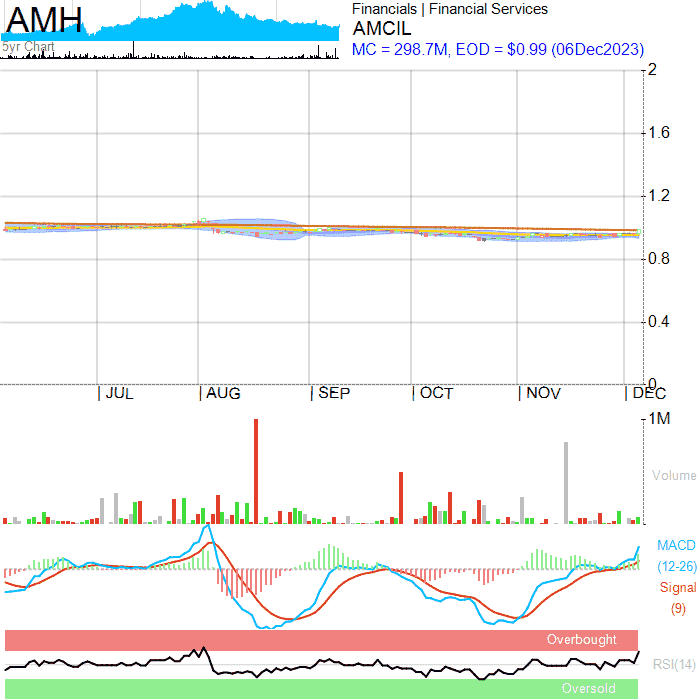 AMH
5yr Chart
Financials | Financial Services
AMCIL
MC = 298.7M, EOD = $0.99 (06Dec2023)
2
1.6
1.2
0.8
0.4
0
| JUL | AUG | SEP | OCT | NOV | DEC
1M
Volume
MACD
(12-26)
Signal
(9)
Overbought
RSI(14)
Oversold